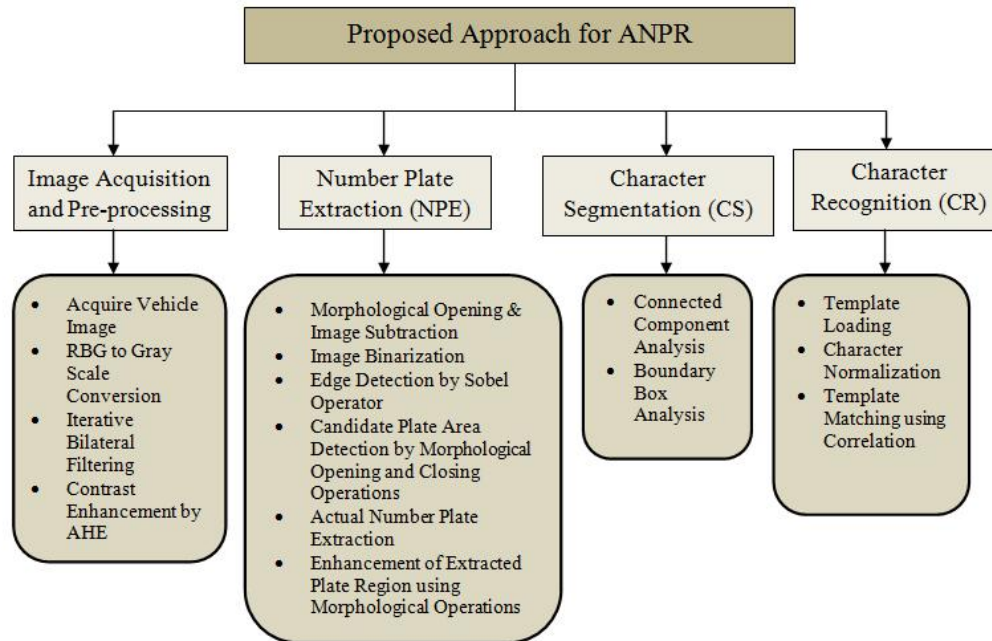 Proposed Approach for ANPR
Image Acquisition
and Pre-processing
Number Plate
Extraction (NPE)
Character
Segmentation (CS)
Character
Recognition (CR)
• Acquire Vehicle
Image
• RBG to Gray
Scale
Conversion
• Iterative
Bilateral
Filtering
• Contrast
Enhancement by
AHE
• Morphological Opening &
Image Subtraction
• Image Binarization
• Edge Detection by Sobel
Operator
• Candidate Plate Area
Detection by Morphological
Opening and Closing
Operations
• Actual Number Plate
Extraction
• Enhancement of Extracted
Plate Region using
Morphological Operations
• Connected
Component
Analysis
• Boundary
Box
Analysis
• Template
Loading
• Character
Normalization
• Template
Matching using
Correlation